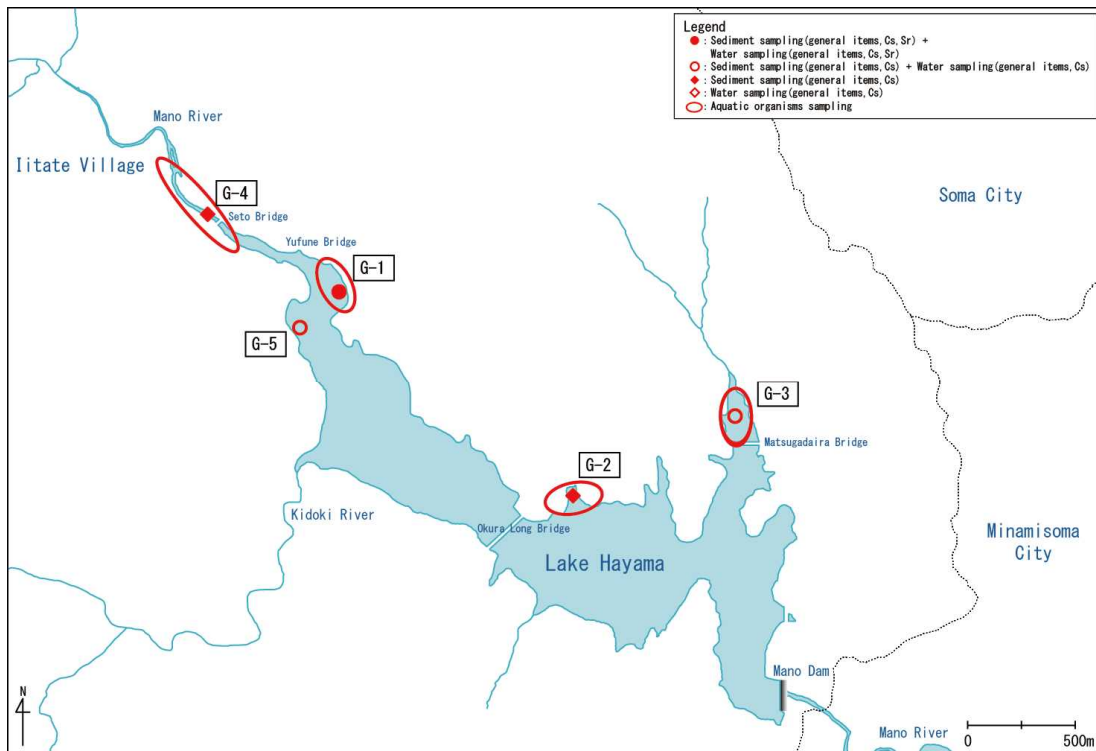 Legend
: Sediment sampling(general items,Cs,Sr) +
Water sampling(general items,Cs,Sr)
: Sediment sampling(general items,Cs) + Water sampling(general items,Cs)
: Sediment sampling(general items,Cs)
: Water sampling(general items,Cs)
: Aquatic organisms sampling
Mano River
Iitate Village
G-4
Seto Bridge
Yufune Bridge
G-1
G-5
Soma City
G-3
Matsugadaira Bridge
G-2
Kidoki River
Okura Long Bridge
Lake Hayama
Minamisoma
City
Mano Dam
N
Mano River
0
500m